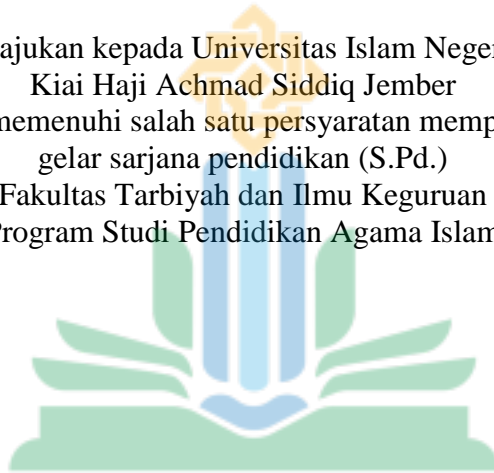 ajukan kepada Universitas Islam Neger
Kiai Haji Achmad Siddiq Jember
memenuhi salah satu persyaratan memp
gelar sarjana pendidikan (S.Pd.)
Fakultas Tarbiyah dan Ilmu Keguruan
Program Studi Pendidikan Agama Islam